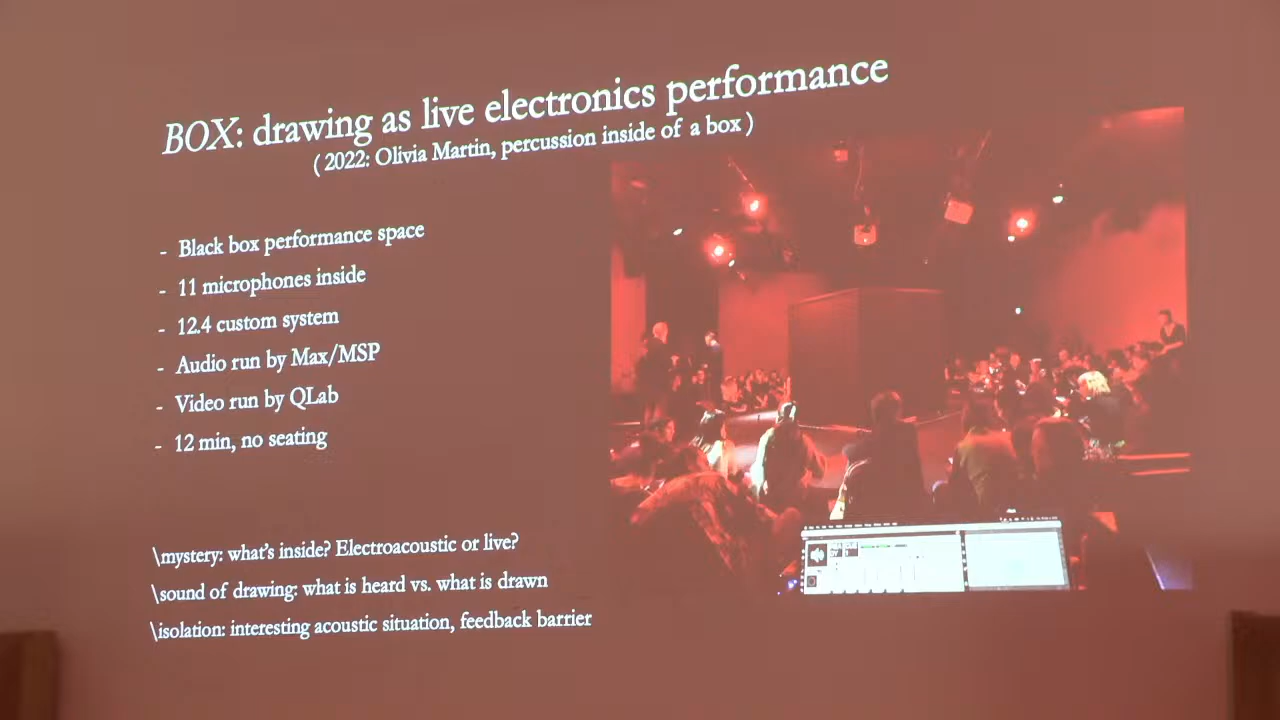 BOX: drawing as live electronics performance
( 2022: Olivia Martin, percussion inside of a box )
- Black box performance space
- 11 microphones inside
- 12.4 custom system
- Audio run by Max/MSP
- Video run by QLab
- 12 min, no seating
\mystery: what's inside? Electroacoustic or live?
\sound of drawing: what is heard vs. what is drawn
\isolation: interesting acoustic situation, feedback barrier